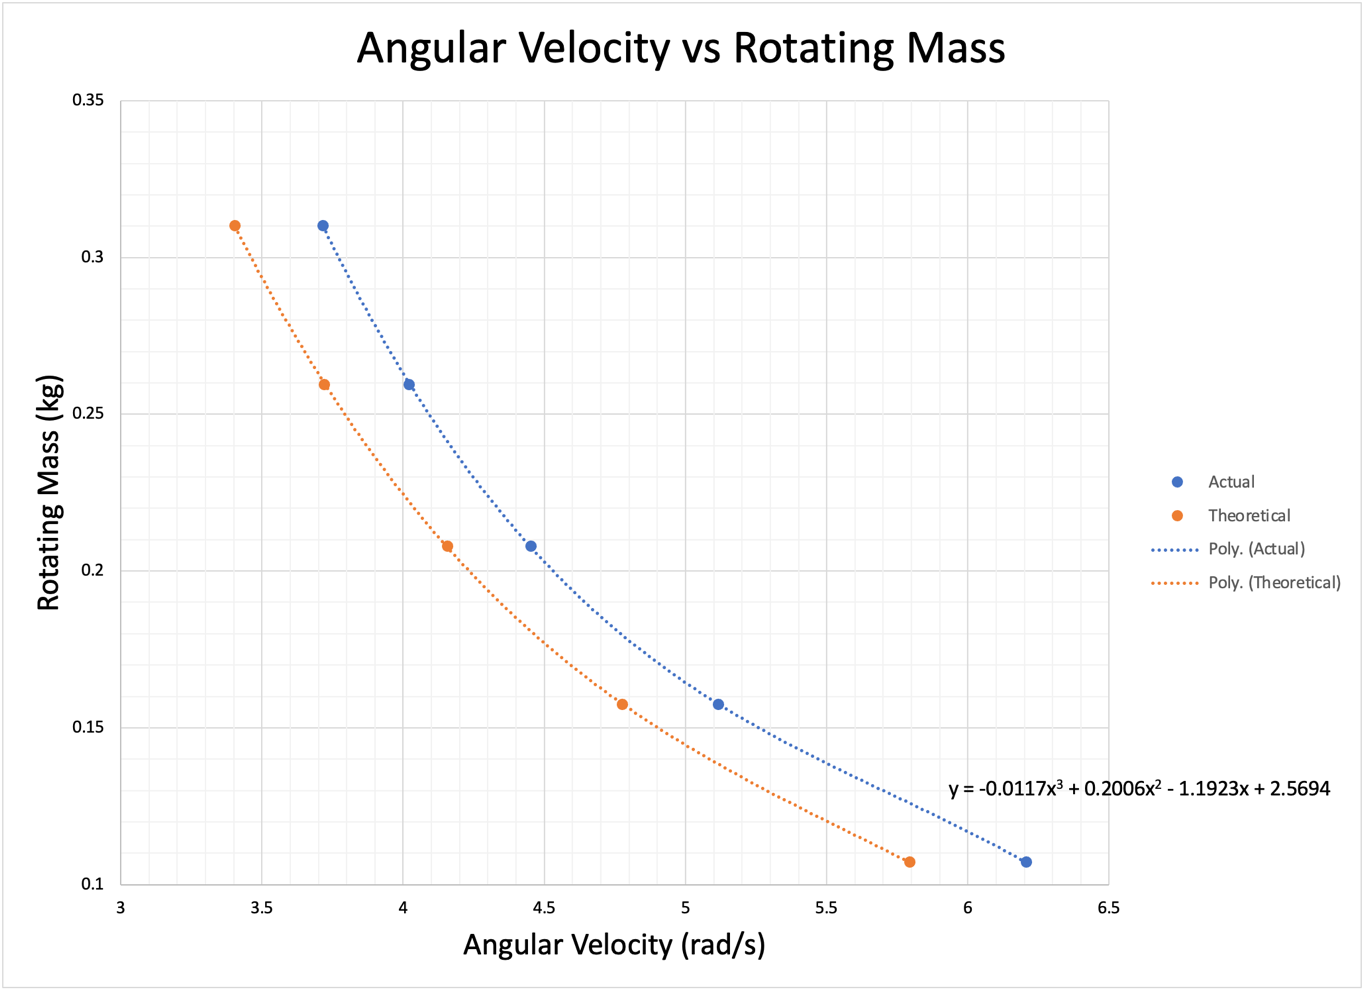 Angular Velocity vs Rotating Mass
0.35
0.3
0.25
0.2
0.15
0.1
Rotating Mass (kg)
3 3.5 4 4.5 5 5.5 6 6.5
Angular Velocity (rad/s)
y = -0.0117x³ + 0.2006x² - 1.1923x + 2.5694
Actual
Theoretical
Poly. (Actual)
Poly. (Theoretical)